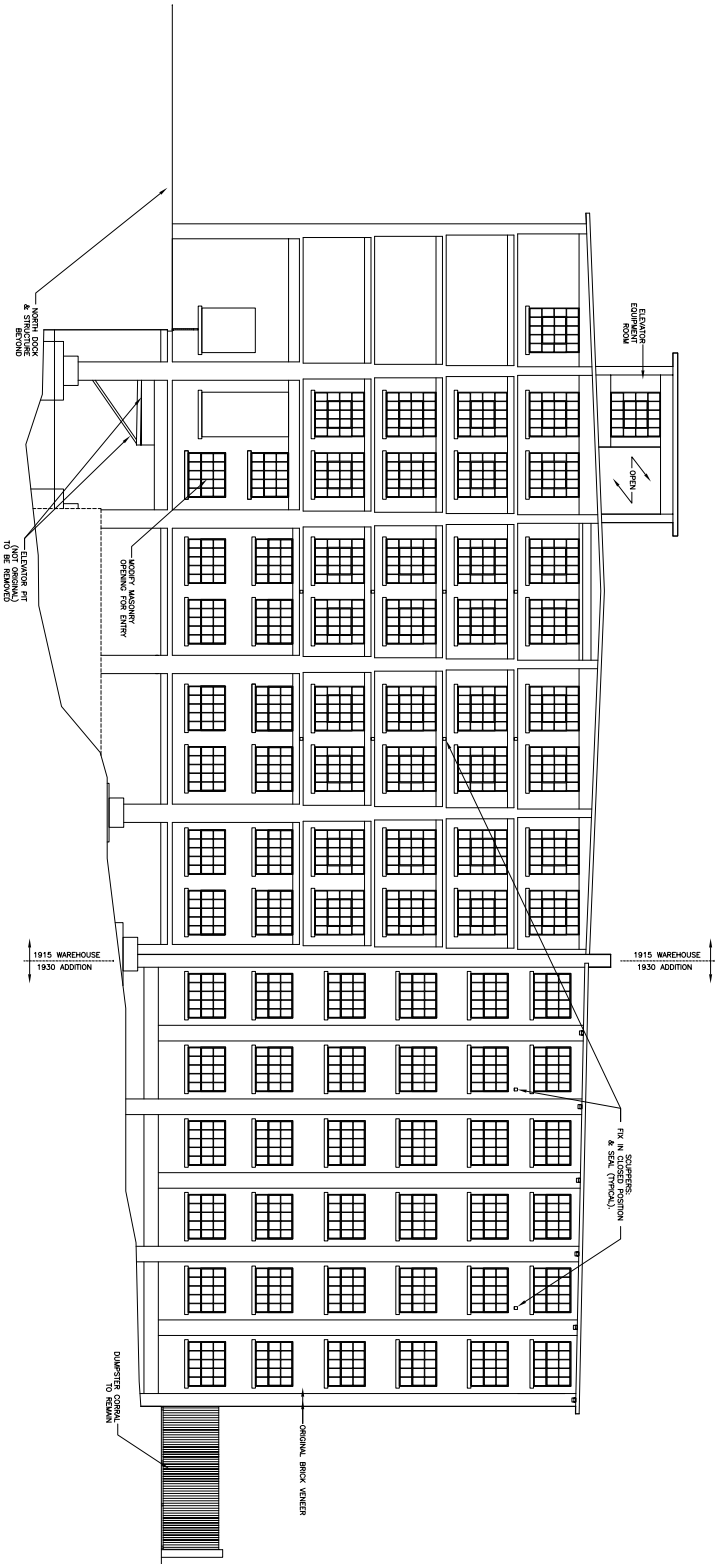 ELEVATOR
EQUIPMENT
ROOM
OPEN
NORTH DOCK
& STRUCTURE
BEYOND
ELEVATOR PIT
(NOT ORIGINAL)
TO BE REMOVED
MODIFY MASONRY
OPENING FOR ENTRY
1915 WAREHOUSE
1930 ADDITION
1915 WAREHOUSE
1930 ADDITION
SCUPPERS:
FIX IN CLOSED POSITION
& SEAL (TYPICAL).
ORIGINAL BRICK VENEER
DUMPSTER CORRAL
TO REMAIN